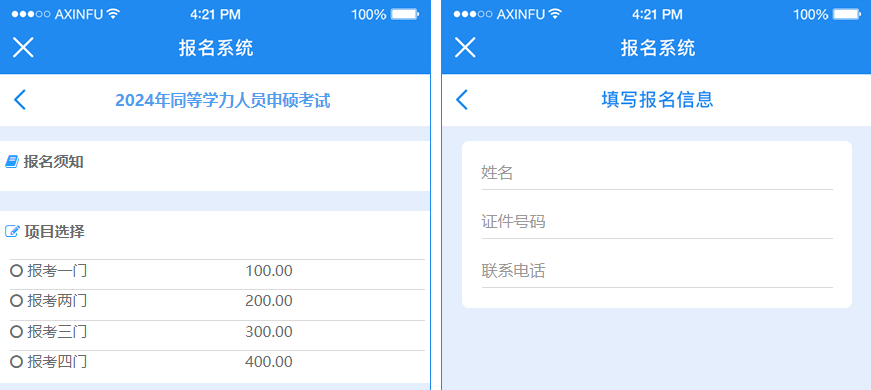 AXINFU 4:21 PM 100%
报名系统
2024年同等学力人员申硕考试
报名须知
项目选择
报考一门 100.00
报考两门 200.00
报考三门 300.00
报考四门 400.00
AXINFU 4:21 PM 100%
报名系统
填写报名信息
姓名
证件号码
联系电话